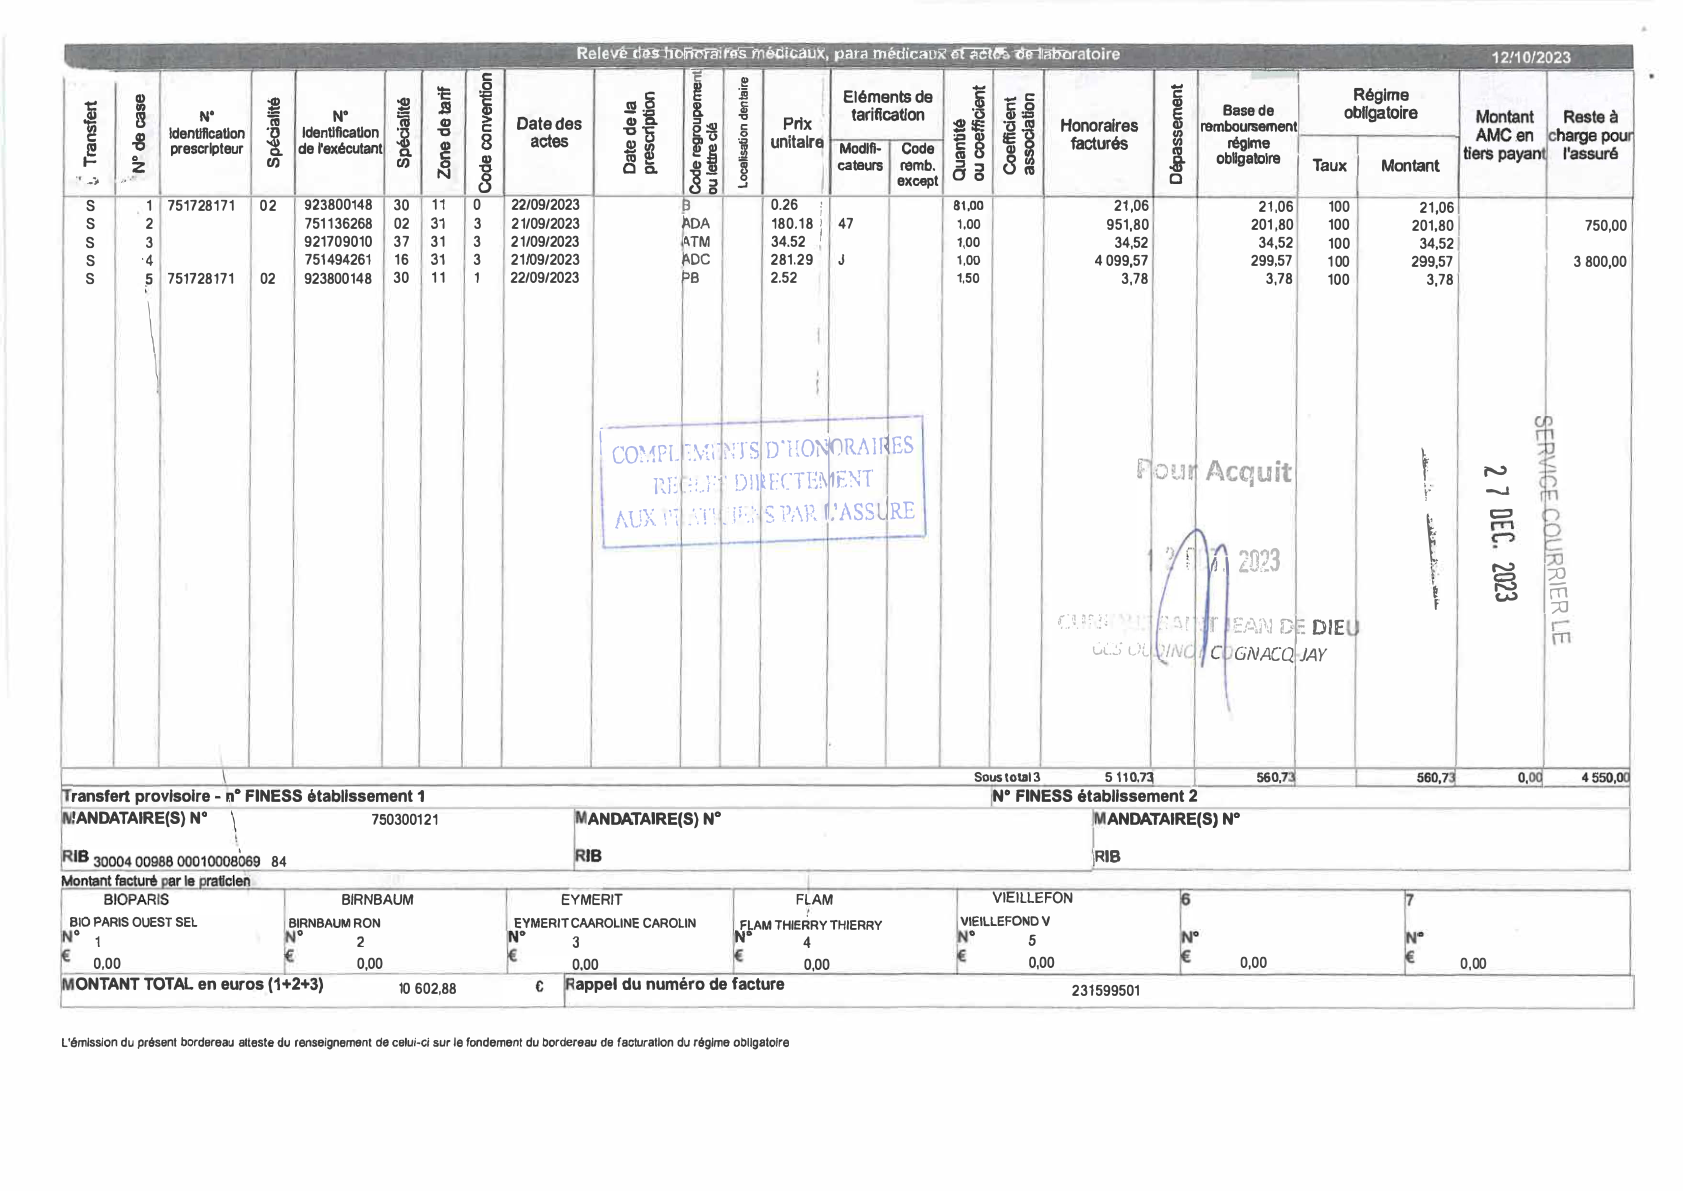 Relevé des honoraires médicaux, para médicaux et actes de laboratoire 12/10/2023
Transfert
N° de case
N° Identification prescripteur
Spécialité
N° Identification de l'exécutant
Spécialité
Zone de tarif
Code convention
Date des actes
Date de la prescription
Code regroupement ou lettre clé
Localisation dentaire
Prix unitaire
Eléments de tarification
Modifi-cateurs
Code remb. except
Quantité ou coefficient
Coefficient association
Honoraires facturés
Dépassement
Base de remboursement régime obligatoire
Régime obligatoire
Taux
Montant
Montant AMC en tiers payant
Reste à charge pour l'assuré
S 1 751728171 02 923800148 30 11 0 22/09/2023 B 0.26 81,00 21,06 21,06 100 21,06
S 2 751136268 02 31 3 21/09/2023 ADA 180.18 47 1,00 951,80 201,80 100 201,80 750,00
S 3 921709010 37 31 3 21/09/2023 ATM 34.52 1,00 34,52 34,52 100 34,52
S 4 751494261 16 31 3 21/09/2023 ADC 281.29 J 1,00 4 099,57 299,57 100 299,57 3 800,00
S 5 751728171 02 923800148 30 11 1 22/09/2023 PB 2.52 1,50 3,78 3,78 100 3,78
COMPLEMENTS D'HONORAIRES
REGLES DIRECTEMENT
AUX PRATICIENS PAR L'ASSURE
Pour Acquit
2023
SAINT JEAN DE DIEU
COGNACQ-JAY
27 DEC. 2023
SERVICE COURRIER LE
Sous total 3 5 110,73 560,73 560,73 0,00 4 550,00
Transfert provisoire - n° FINESS établissement 1 N° FINESS établissement 2
MANDATAIRE(S) N° 750300121 MANDATAIRE(S) N° MANDATAIRE(S) N°
RIB 30004 00988 00010008069 84 RIB RIB
Montant facturé par le praticien
BIOPARIS BIRNBAUM EYMERIT FLAM VIEILLEFON 6 7
BIO PARIS OUEST SEL BIRNBAUM RON EYMERIT CAAROLINE CAROLIN FLAM THIERRY THIERRY VIEILLEFOND V
N° 1 N° 2 N° 3 N° 4 N° 5 N° N°
€ 0,00 € 0,00 € 0,00 € 0,00 € 0,00 € 0,00 € 0,00
MONTANT TOTAL en euros (1+2+3) 10 602,88 € Rappel du numéro de facture 231599501
L'émission du présent bordereau atteste du renseignement de celui-ci sur le fondement du bordereau de facturation du régime obligatoire